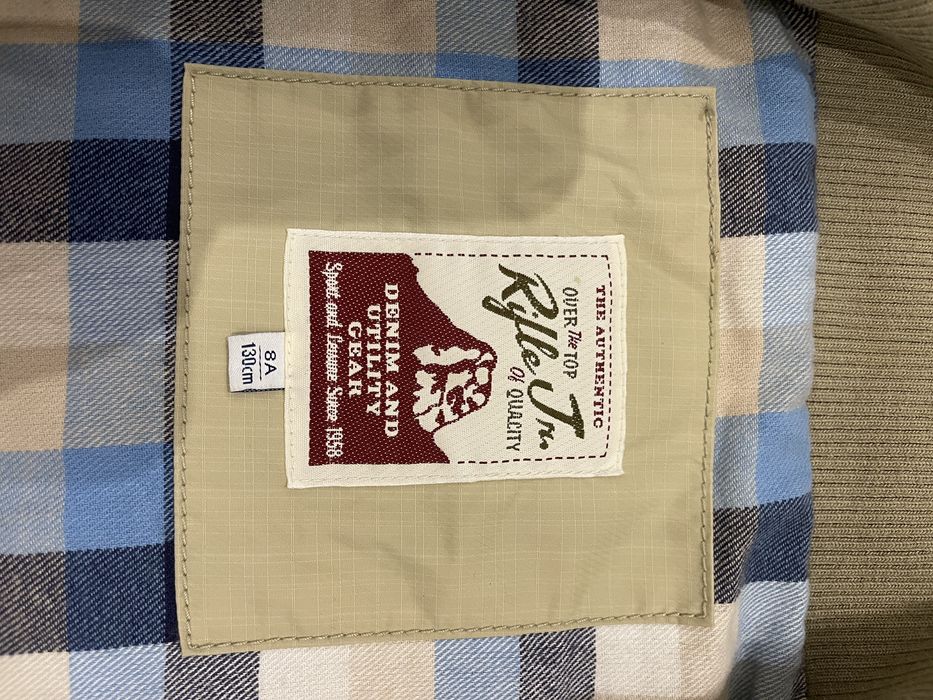 THE AUTHENTIC
OVER The TOP
Rifle Jr.
Of QUALITY
DENIM AND
UTILITY
GEAR
Sport and Leisure Since 1958
8A
130cm